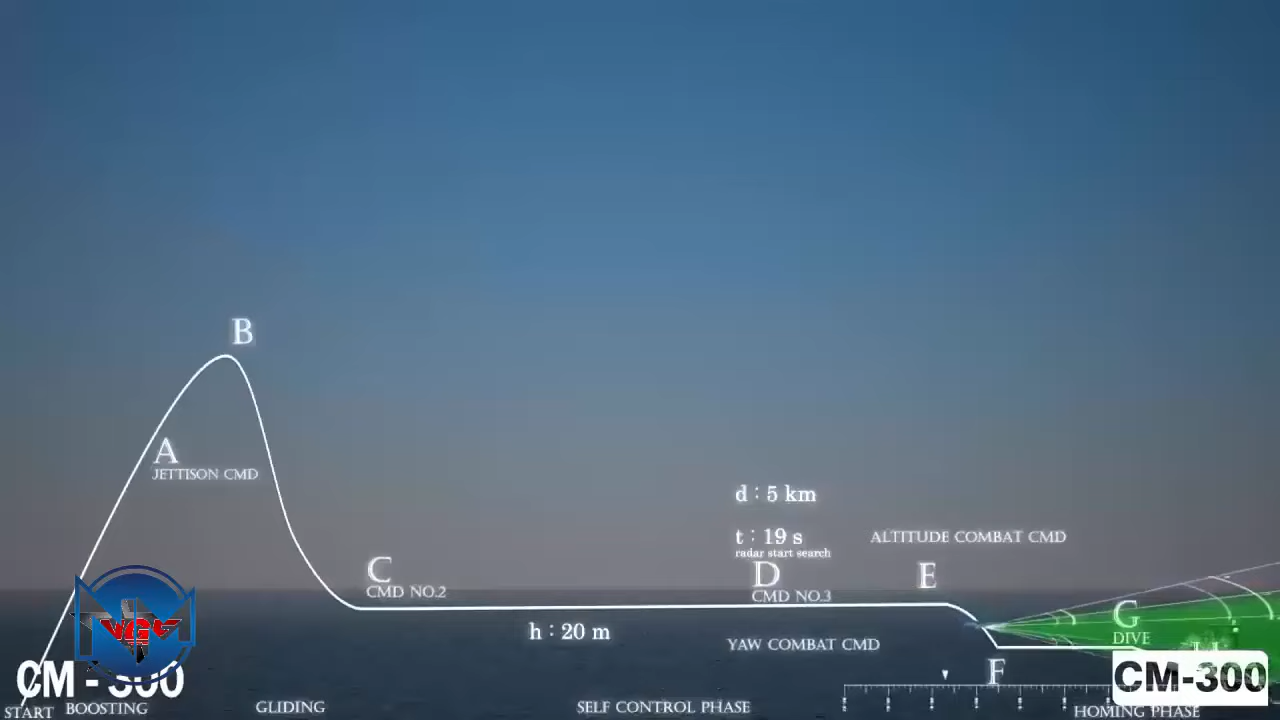 B
A
JETTISON CMD
d : 5 km
t : 19 s
radar start search
ALTITUDE COMBAT CMD
C
CMD NO.2
D
CMD NO.3
E
h : 20 m
YAW COMBAT CMD
G
DIVE
F
CM - 300
CM-300
START
BOOSTING
GLIDING
SELF CONTROL PHASE
HOMING PHASE